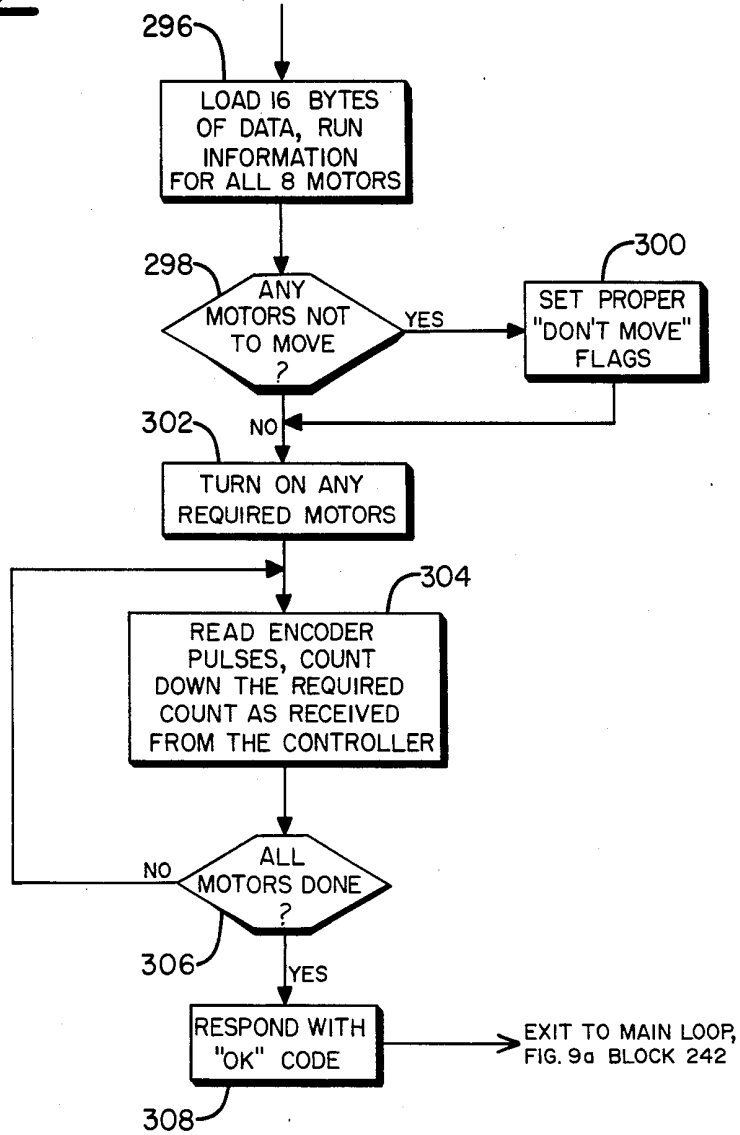 296
LOAD 16 BYTES
OF DATA, RUN
INFORMATION
FOR ALL 8 MOTORS
298
ANY
MOTORS NOT
TO MOVE
?
YES
300
SET PROPER
"DON'T MOVE"
FLAGS
NO
302
TURN ON ANY
REQUIRED MOTORS
304
READ ENCODER
PULSES, COUNT
DOWN THE REQUIRED
COUNT AS RECEIVED
FROM THE CONTROLLER
NO
ALL
MOTORS DONE
?
306
YES
RESPOND WITH
"OK" CODE
308
EXIT TO MAIN LOOP,
FIG. 9a BLOCK 242